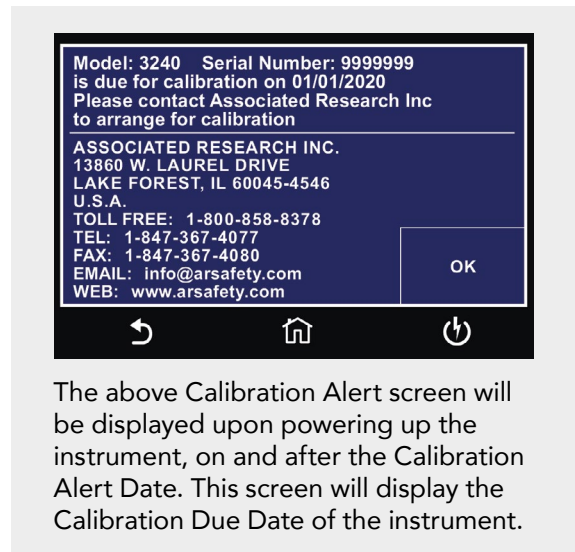 Model: 3240 Serial Number: 9999999
is due for calibration on 01/01/2020
Please contact Associated Research Inc
to arrange for calibration
ASSOCIATED RESEARCH INC.
13860 W. LAUREL DRIVE
LAKE FOREST, IL 60045-4546
U.S.A.
TOLL FREE: 1-800-858-8378
TEL: 1-847-367-4077
FAX: 1-847-367-4080
EMAIL: info@arsafety.com
WEB: www.arsafety.com
OK
The above Calibration Alert screen will
be displayed upon powering up the
instrument, on and after the Calibration
Alert Date. This screen will display the
Calibration Due Date of the instrument.